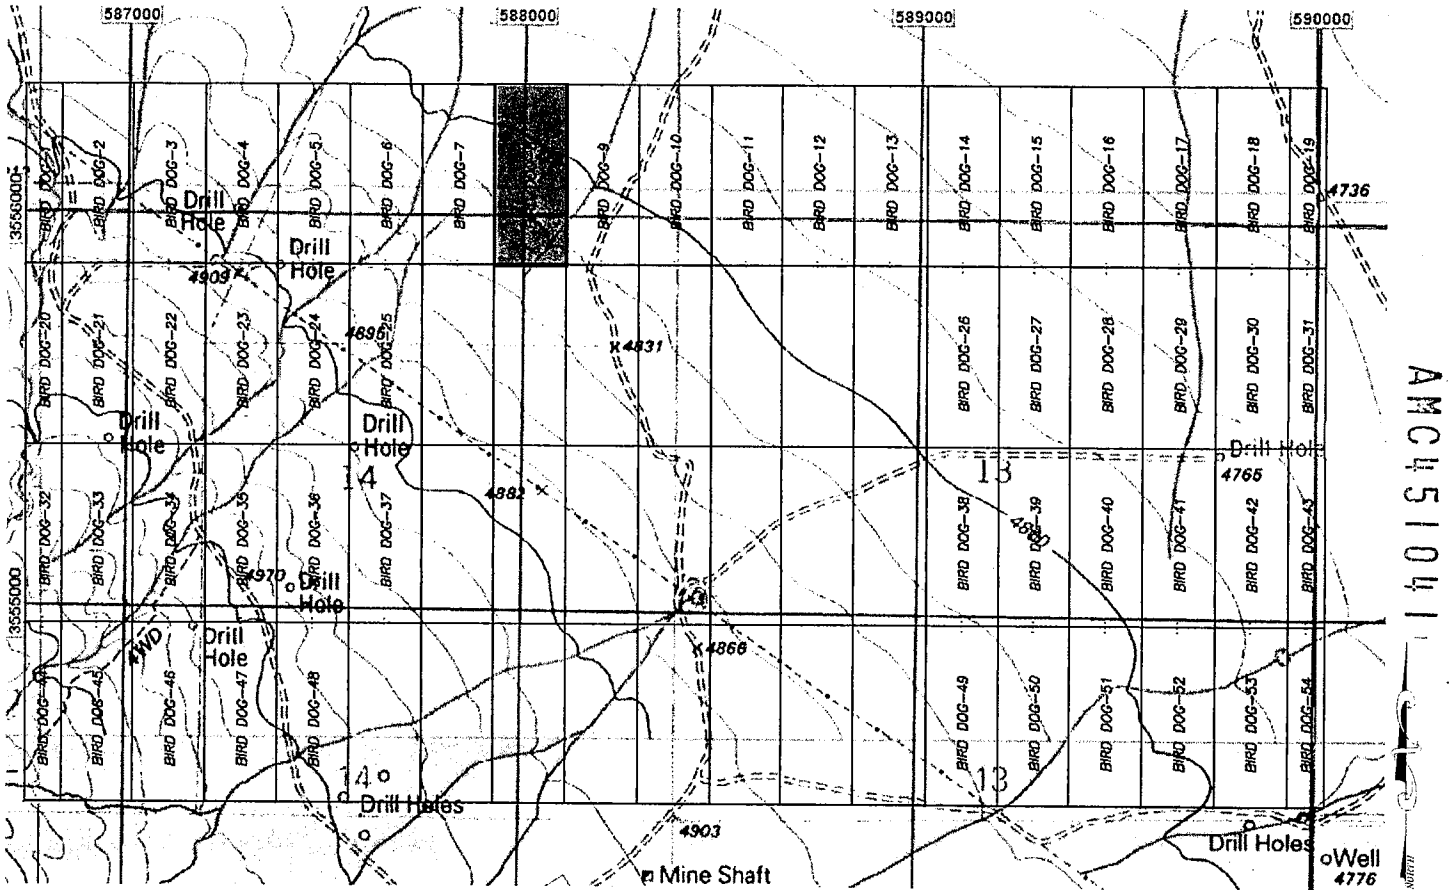 587000
588000
589000
590000
BIRD DOG-2
BIRD DOG-3
BIRD DOG-4
BIRD DOG-5
BIRD DOG-6
BIRD DOG-7
BIRD DOG-9
BIRD DOG-10
BIRD DOG-11
BIRD DOG-12
BIRD DOG-13
BIRD DOG-14
BIRD DOG-15
BIRD DOG-16
BIRD DOG-17
BIRD DOG-18
BIRD DOG-19
3556000
4736
Drill
Hole
4903
Drill
Hole
BIRD DOG-20
BIRD DOG-21
BIRD DOG-22
BIRD DOG-23
BIRD DOG-24
BIRD DOG-25
4895
4831
BIRD DOG-26
BIRD DOG-27
BIRD DOG-28
BIRD DOG-29
BIRD DOG-30
BIRD DOG-31
AMC451041
Drill
Hole
Drill
Hole
14
4882
13
Drill Hole
4765
BIRD DOG-32
BIRD DOG-33
BIRD DOG-34
BIRD DOG-35
BIRD DOG-36
BIRD DOG-37
BIRD DOG-38
BIRD DOG-39
BIRD DOG-40
BIRD DOG-41
BIRD DOG-42
BIRD DOG-43
4800
4970
Drill
Hole
3555000
Drill
Hole
4WD
4866
BIRD DOG-44
BIRD DOG-45
BIRD DOG-46
BIRD DOG-47
BIRD DOG-48
BIRD DOG-49
BIRD DOG-50
BIRD DOG-51
BIRD DOG-52
BIRD DOG-53
BIRD DOG-54
14
Drill Holes
13
4903
Drill Holes
Well
4776
Mine Shaft
NORTH